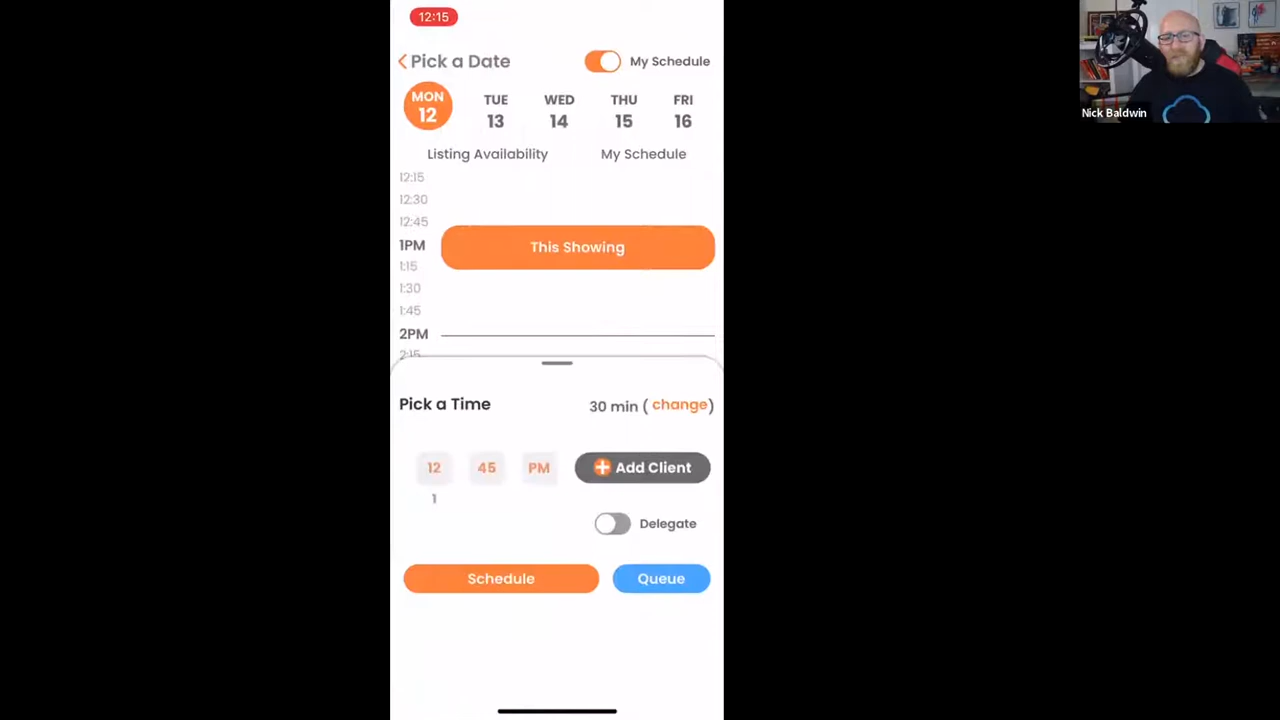 12:15
Pick a Date
My Schedule
MON TUE WED THU FRI
12 13 14 15 16
Listing Availability My Schedule
12:15
12:30
12:45
1PM
This Showing
1:15
1:30
1:45
2PM
2:15
Pick a Time
30 min ( change)
12 45 PM
+ Add Client
1
Delegate
Schedule
Queue
Nick Baldwin